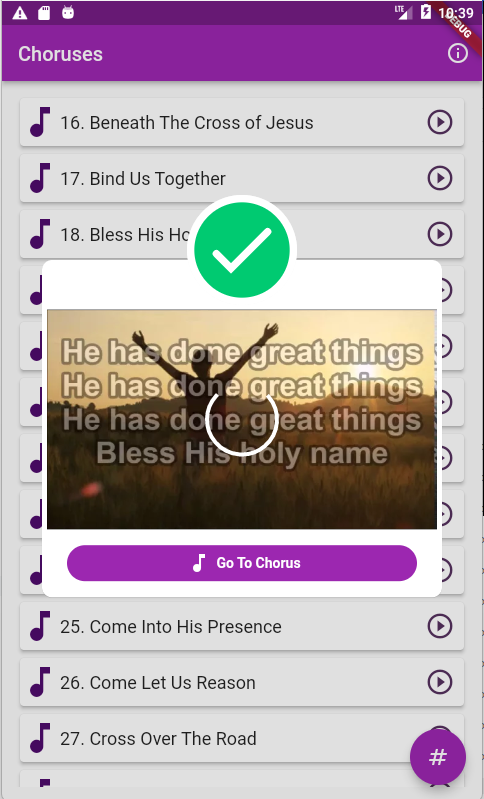 LTE
10:39
DEBUG
Choruses
16. Beneath The Cross of Jesus
17. Bind Us Together
18. Bless His Ho
He has done great things
He has done great things
He has done great things
Bless His holy name
Go To Chorus
25. Come Into His Presence
26. Come Let Us Reason
27. Cross Over The Road
#